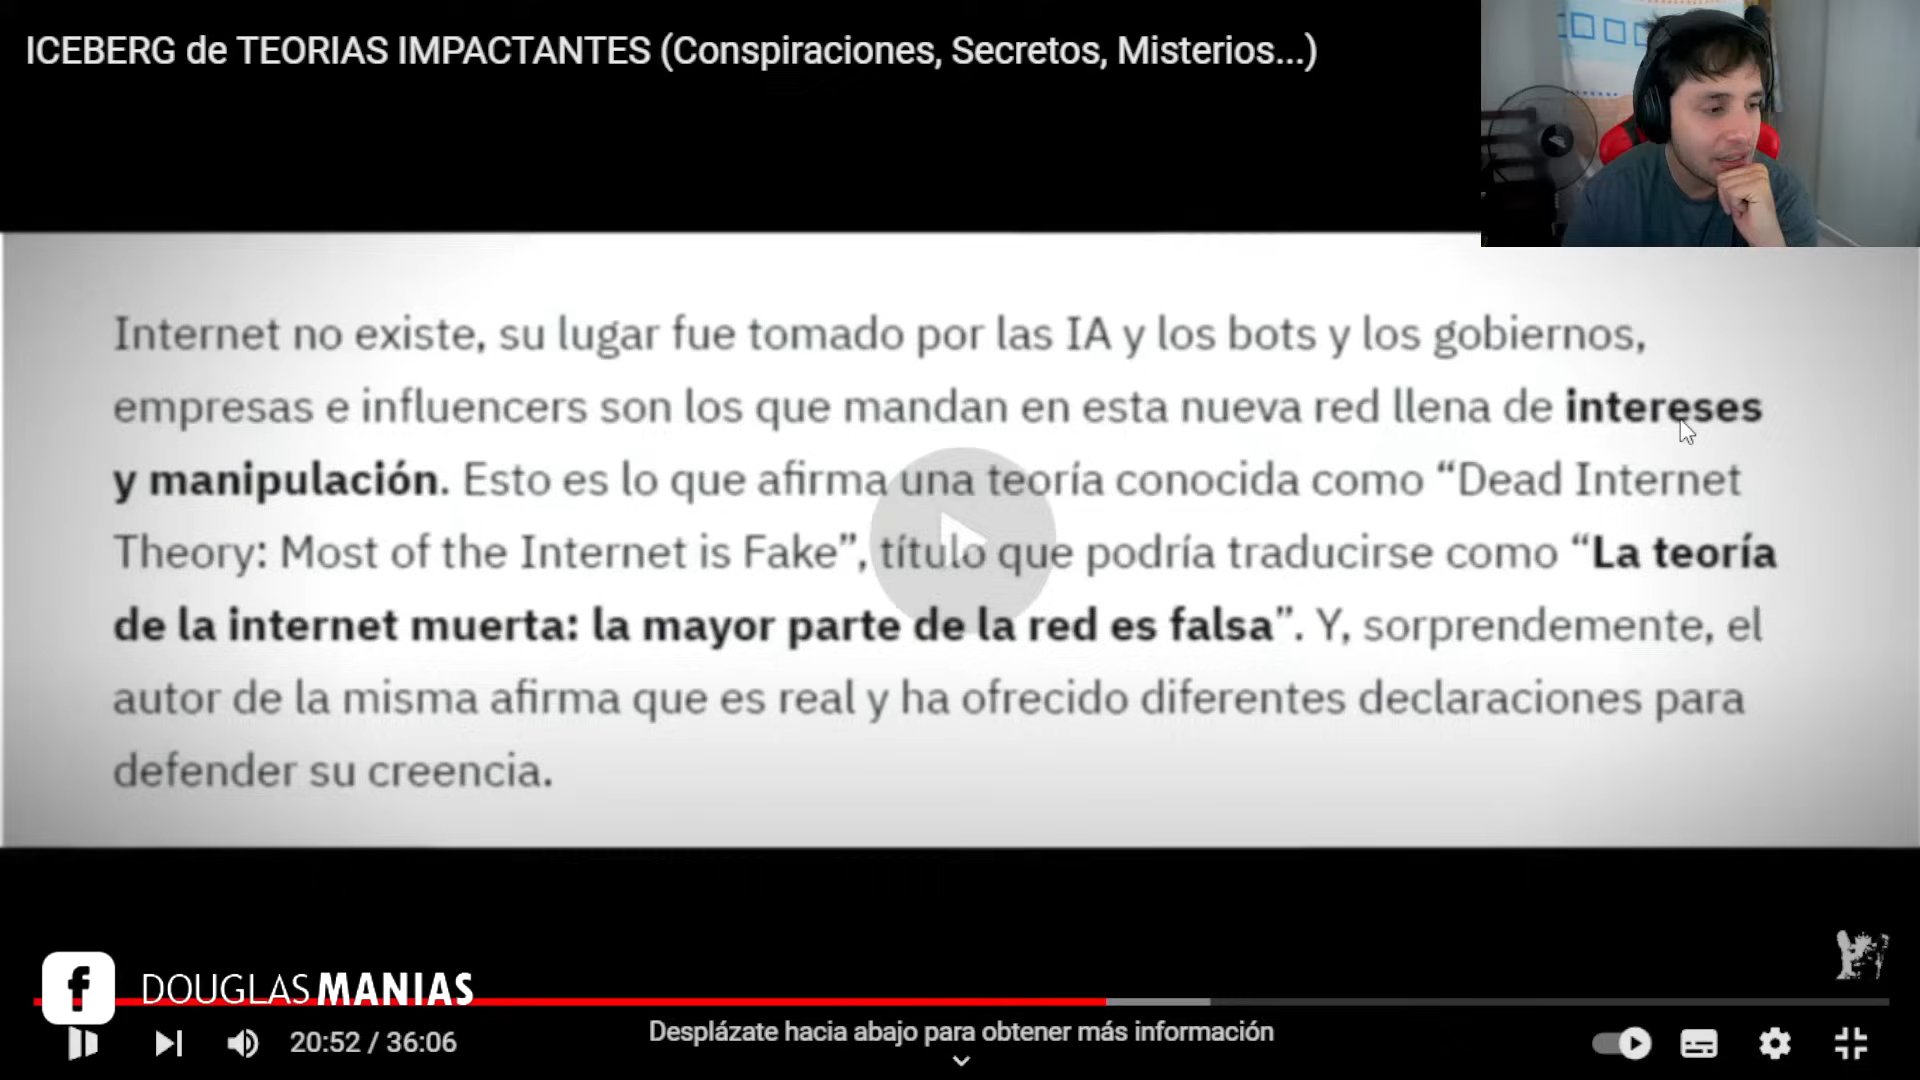 ICEBERG de TEORIAS IMPACTANTES (Conspiraciones, Secretos, Misterios...)
Internet no existe, su lugar fue tomado por las IA y los bots y los gobiernos,
empresas e influencers son los que mandan en esta nueva red llena de intereses
y manipulación. Esto es lo que afirma una teoría conocida como “Dead Internet
Theory: Most of the Internet is Fake”, título que podría traducirse como “La teoría
de la internet muerta: la mayor parte de la red es falsa”. Y, sorprendemente, el
autor de la misma afirma que es real y ha ofrecido diferentes declaraciones para
defender su creencia.
f DOUGLASMANIAS
20:52 / 36:06
Desplázate hacia abajo para obtener más información